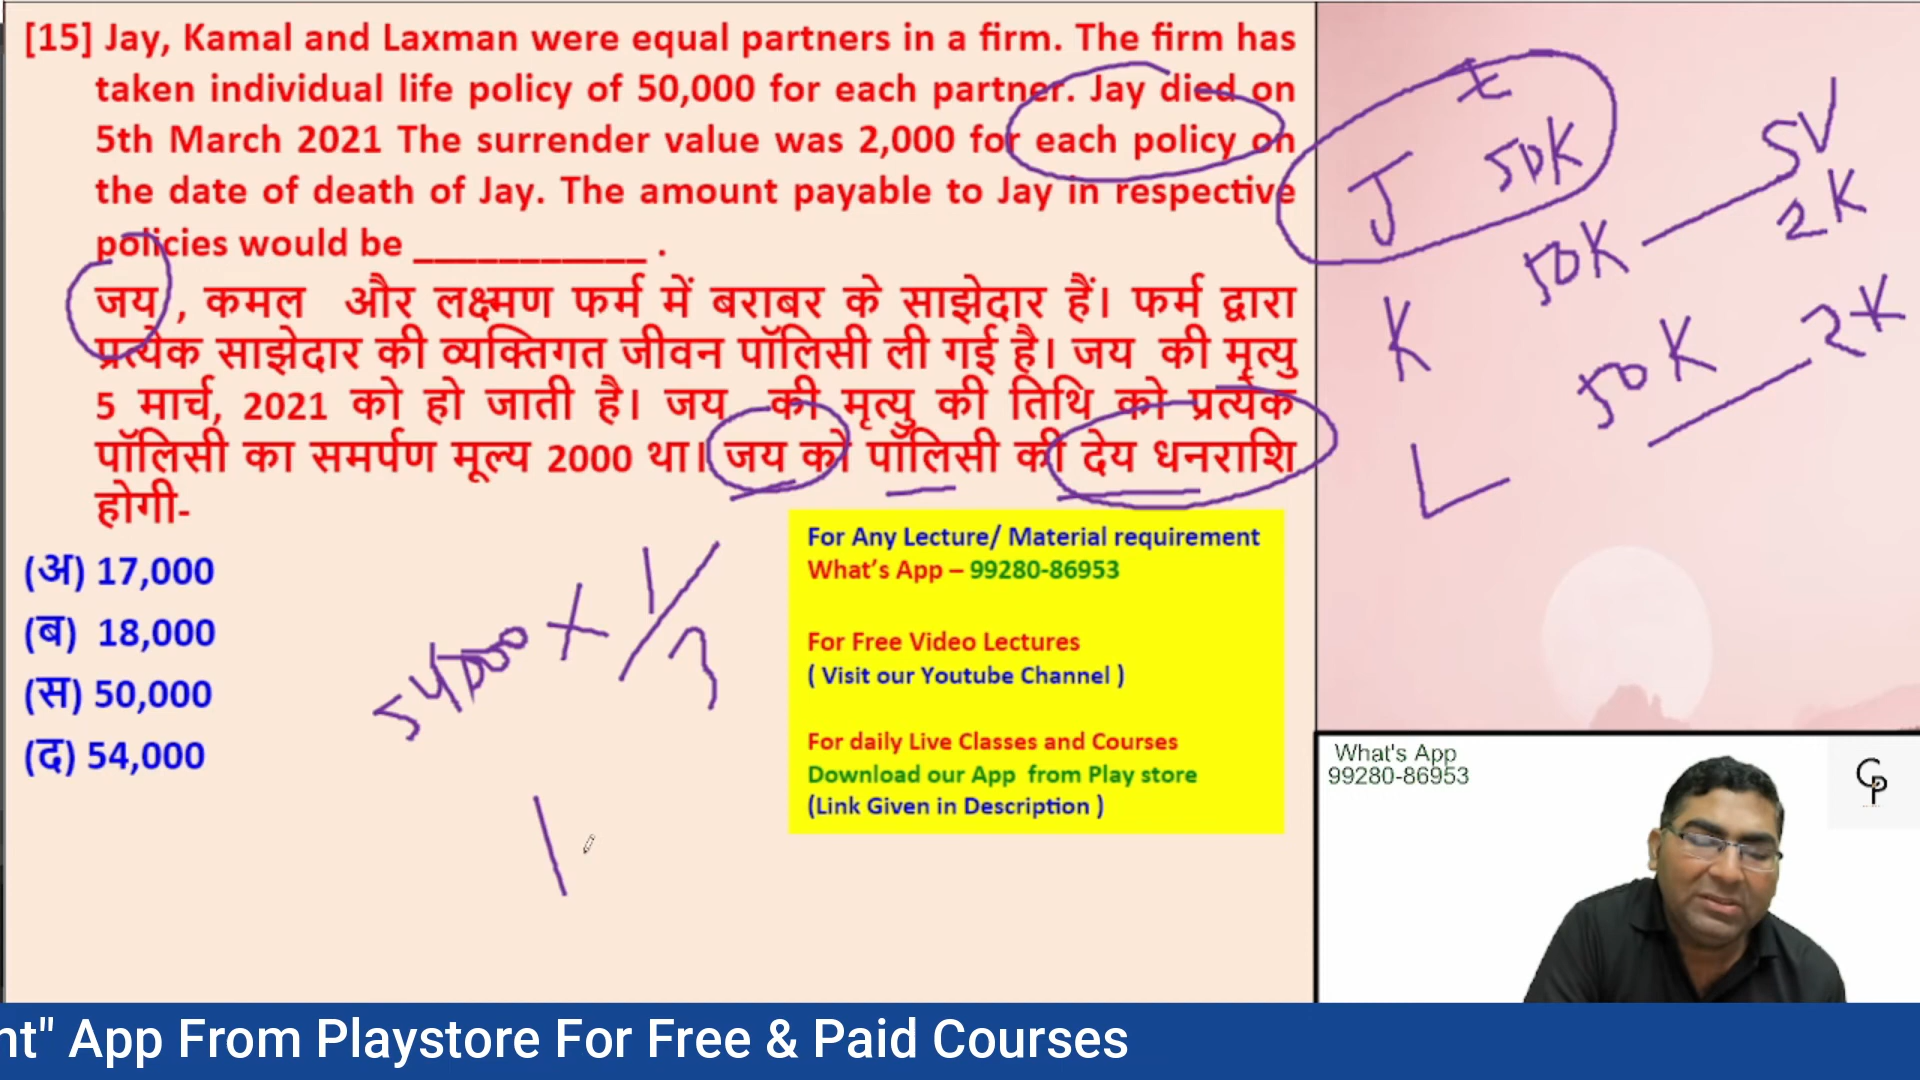 [15] Jay, Kamal and Laxman were equal partners in a firm. The firm has
taken individual life policy of 50,000 for each partner. Jay died on
5th March 2021 The surrender value was 2,000 for each policy on
the date of death of Jay. The amount payable to Jay in respective
policies would be ___________ .
जय , कमल और लक्ष्मण फर्म में बराबर के साझेदार हैं। फर्म द्वारा
प्रत्येक साझेदार की व्यक्तिगत जीवन पॉलिसी ली गई है। जय की मृत्यु
5 मार्च, 2021 को हो जाती है। जय की मृत्यु की तिथि को प्रत्येक
पॉलिसी का समर्पण मूल्य 2000 था। जय को पॉलिसी की देय धनराशि
होगी-
(अ) 17,000
(ब) 18,000
(स) 50,000
(द) 54,000
54,000 × 1/3
1
J 50K
50K SV
2K
K 50K 2K
L
For Any Lecture/ Material requirement
What's App – 99280-86953
For Free Video Lectures
( Visit our Youtube Channel )
For daily Live Classes and Courses
Download our App from Play store
(Link Given in Description )
What's App
99280-86953
CP
nt" App From Playstore For Free & Paid Courses